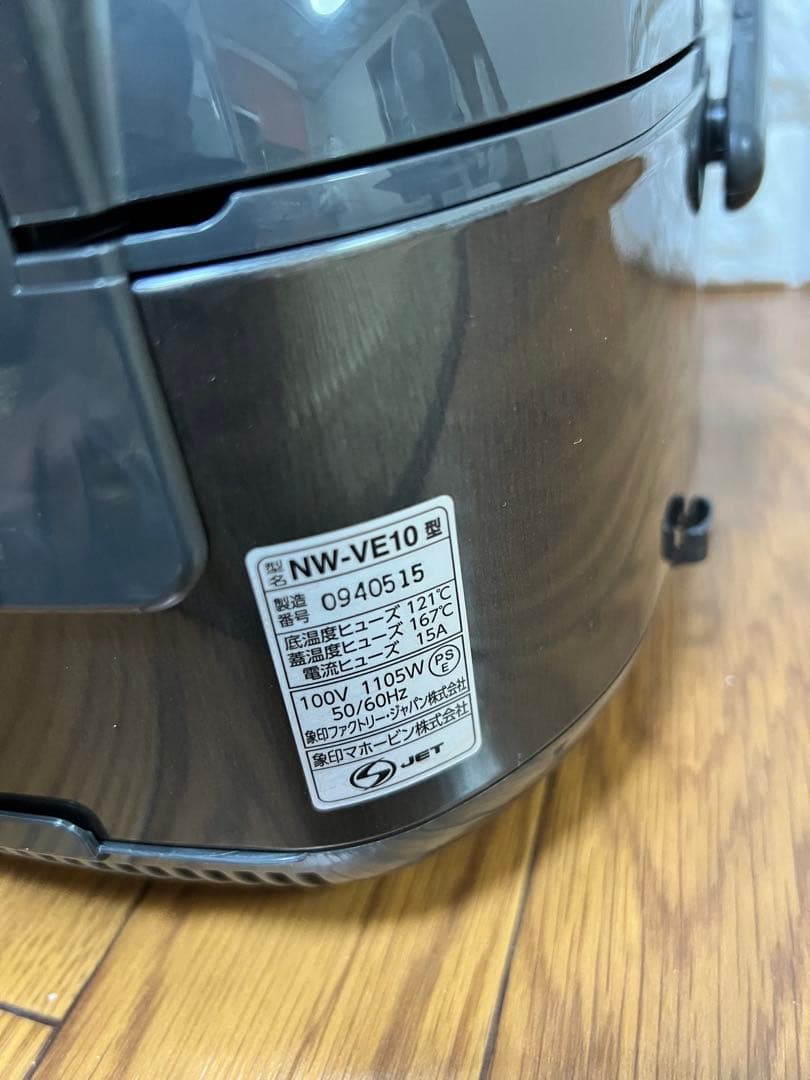 型名 NW-VE10 型
製造番号 0940515
底温度ヒューズ 121℃
蓋温度ヒューズ 167℃
電流ヒューズ 15A
100V 1105W PSE
50/60Hz
象印ファクトリー・ジャパン株式会社
象印マホービン株式会社
JET